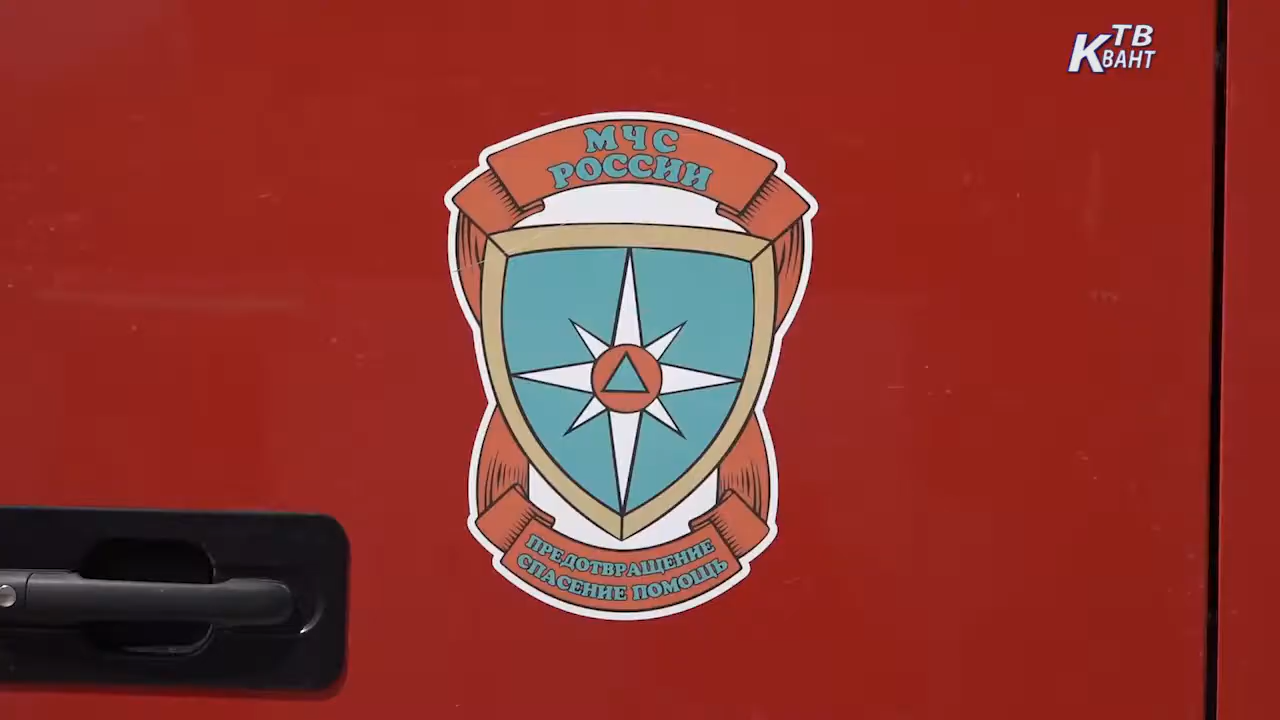 ТВ
КВАНТ
МЧС
РОССИИ
ПРЕДОТВРАЩЕНИЕ
СПАСЕНИЕ ПОМОЩЬ